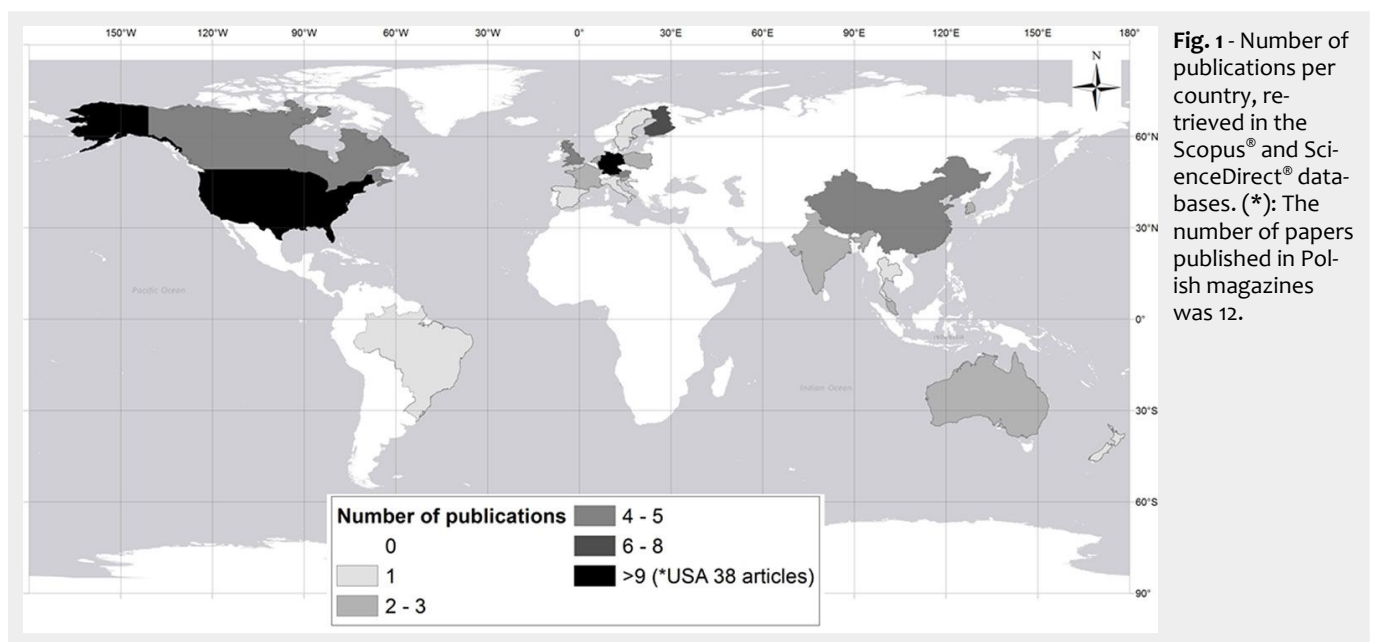 150°W 120°W 90°W 60°W 30°W 0° 30°E 60°E 90°E 120°E 150°E 180°
N
60°N
30°N
Pacific Ocean
0°
Indian Ocean
30°S
60°S
90°
Number of publications
0
1
2 - 3
4 - 5
6 - 8
>9 (*USA 38 articles)
Fig. 1 - Number of
publications per
country, re-
trieved in the
Scopus® and Sci-
enceDirect® data-
bases. (*): The
number of papers
published in Pol-
ish magazines
was 12.